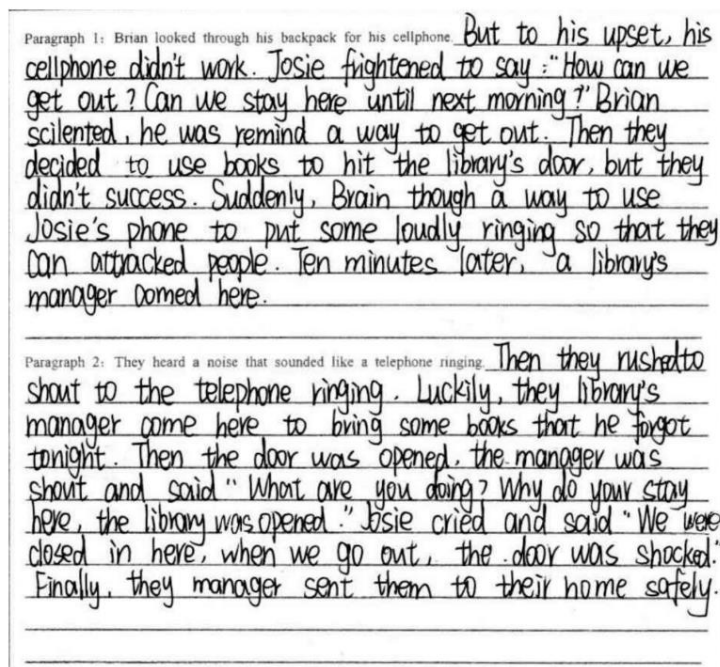 Paragraph 1: Brian looked through his backpack for his cellphone. But to his upset, his
cellphone didn't work. Josie frightened to say :"How can we
get out? Can we stay here until next morning?" Brian
scilented, he was remind a way to get out. Then they
decided to use books to hit the library's door, but they
didn't success. Suddenly, Brain though a way to use
Josie's phone to put some loudly ringing so that they
can attracked people. Ten minutes later, a library's
manager comed here.
Paragraph 2: They heard a noise that sounded like a telephone ringing. Then they rushed to
shout to the telephone ringing. Luckily, they library's
manager come here to bring some books that he forgot
tonight. Then the door was opened, the manager was
shout and said " What are you doing? Why do your stay
here, the library was opened." Josie cried and said "We were
closed in here, when we go out, the door was shocked."
Finally, they manager sent them to their home safely.